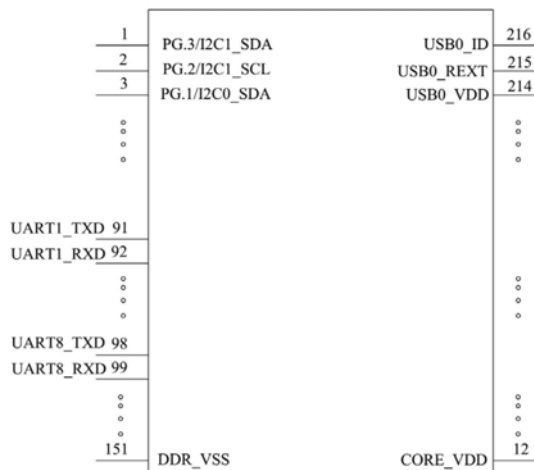 1 PG.3/I2C1_SDA USB0_ID 216
2 PG.2/I2C1_SCL USB0_REXT 215
3 PG.1/I2C0_SDA USB0_VDD 214
UART1_TXD 91
UART1_RXD 92
UART8_TXD 98
UART8_RXD 99
151 DDR_VSS CORE_VDD 12